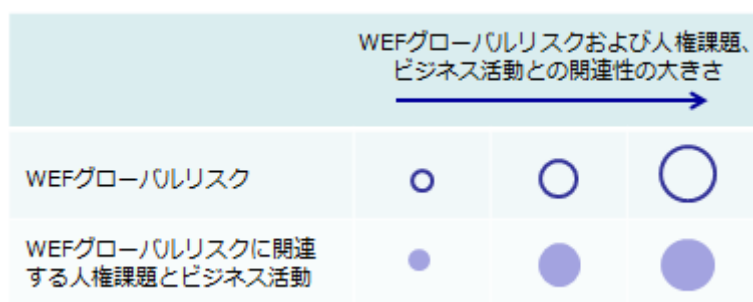 WEFグローバルリスクおよび人権課題、
ビジネス活動との関連性の大きさ
WEFグローバルリスク
WEFグローバルリスクに関連
する人権課題とビジネス活動